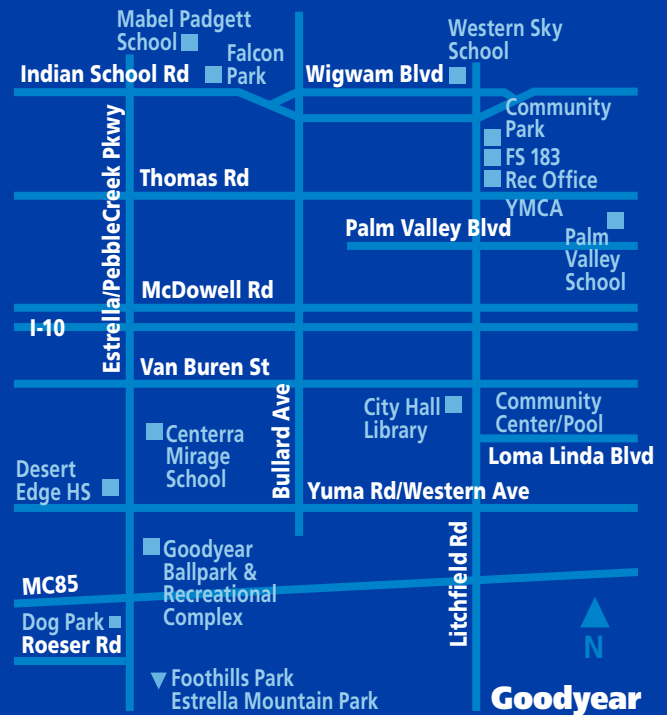 Mabel Padgett
School
Falcon
Park
Western Sky
School
Indian School Rd
Wigwam Blvd
Community
Park
FS 183
Rec Office
YMCA
Estrella/PebbleCreek Pkwy
Thomas Rd
Palm Valley Blvd
Palm
Valley
School
McDowell Rd
I-10
Van Buren St
Bullard Ave
City Hall
Library
Community
Center/Pool
Loma Linda Blvd
Centerra
Mirage
School
Desert
Edge HS
Yuma Rd/Western Ave
Goodyear
Ballpark &
Recreational
Complex
Litchfield Rd
MC85
Dog Park
Roeser Rd
N
Foothills Park
Estrella Mountain Park
Goodyear